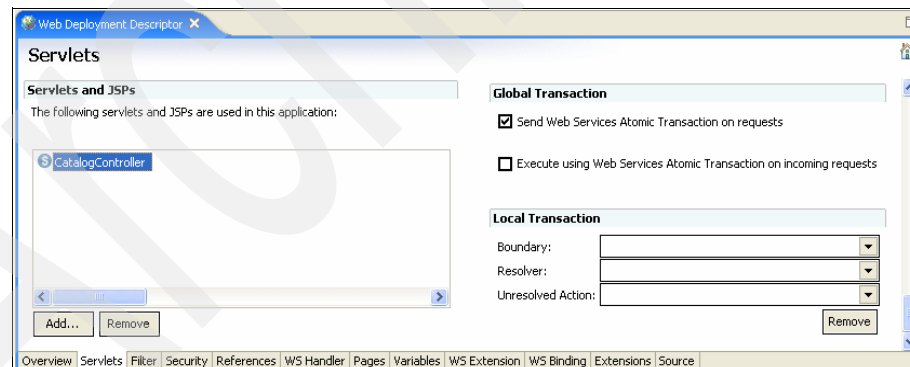 Web Deployment Descriptor
Servlets
Servlets and JSPs
The following servlets and JSPs are used in this application:
S CatalogController
Add... Remove
Global Transaction
Send Web Services Atomic Transaction on requests
Execute using Web Services Atomic Transaction on incoming requests
Local Transaction
Boundary:
Resolver:
Unresolved Action:
Remove
Overview Servlets Filter Security References WS Handler Pages Variables WS Extension WS Binding Extensions Source